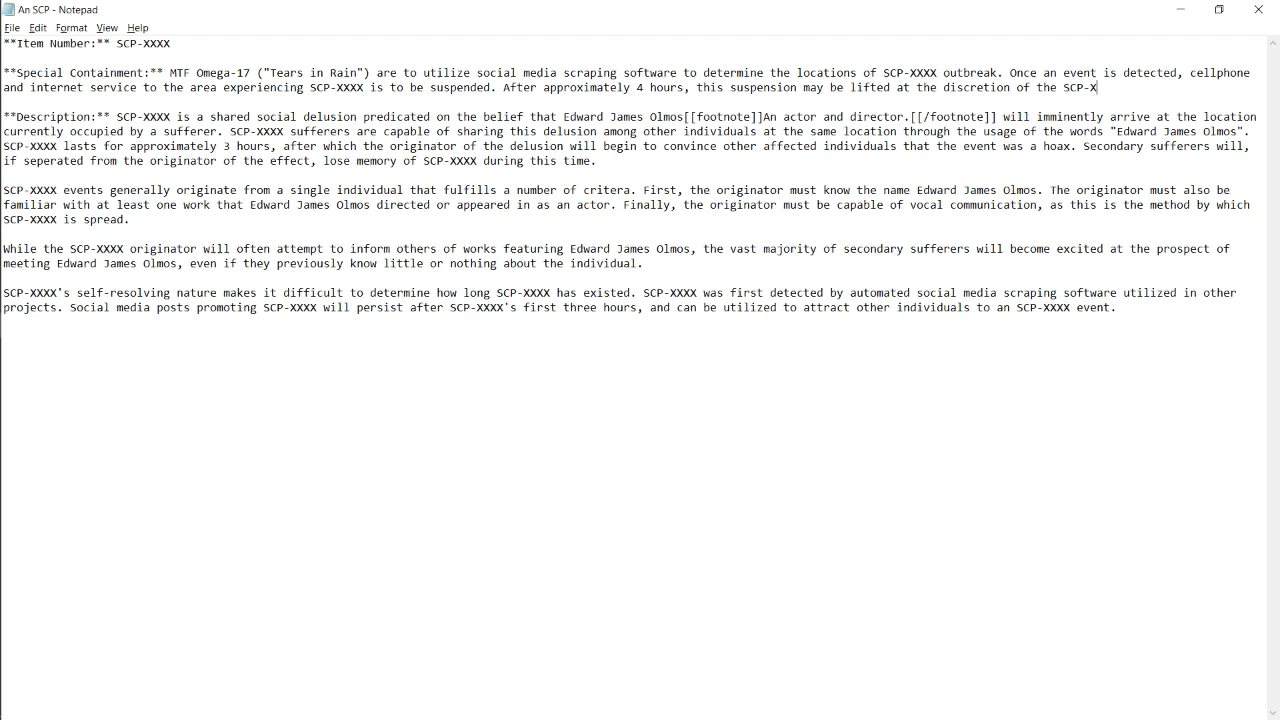 An SCP - Notepad
File Edit Format View Help
**Item Number:** SCP-XXXX
**Special Containment:** MTF Omega-17 ("Tears in Rain") are to utilize social media scraping software to determine the locations of SCP-XXXX outbreak. Once an event is detected, cellphone
and internet service to the area experiencing SCP-XXXX is to be suspended. After approximately 4 hours, this suspension may be lifted at the discretion of the SCP-X
**Description:** SCP-XXXX is a shared social delusion predicated on the belief that Edward James Olmos[[footnote]]An actor and director.[[/footnote]] will imminently arrive at the location
currently occupied by a sufferer. SCP-XXXX sufferers are capable of sharing this delusion among other individuals at the same location through the usage of the words "Edward James Olmos".
SCP-XXXX lasts for approximately 3 hours, after which the originator of the delusion will begin to convince other affected individuals that the event was a hoax. Secondary sufferers will,
if seperated from the originator of the effect, lose memory of SCP-XXXX during this time.
SCP-XXXX events generally originate from a single individual that fulfills a number of critera. First, the originator must know the name Edward James Olmos. The originator must also be
familiar with at least one work that Edward James Olmos directed or appeared in as an actor. Finally, the originator must be capable of vocal communication, as this is the method by which
SCP-XXXX is spread.
While the SCP-XXXX originator will often attempt to inform others of works featuring Edward James Olmos, the vast majority of secondary sufferers will become excited at the prospect of
meeting Edward James Olmos, even if they previously know little or nothing about the individual.
SCP-XXXX's self-resolving nature makes it difficult to determine how long SCP-XXXX has existed. SCP-XXXX was first detected by automated social media scraping software utilized in other
projects. Social media posts promoting SCP-XXXX will persist after SCP-XXXX's first three hours, and can be utilized to attract other individuals to an SCP-XXXX event.